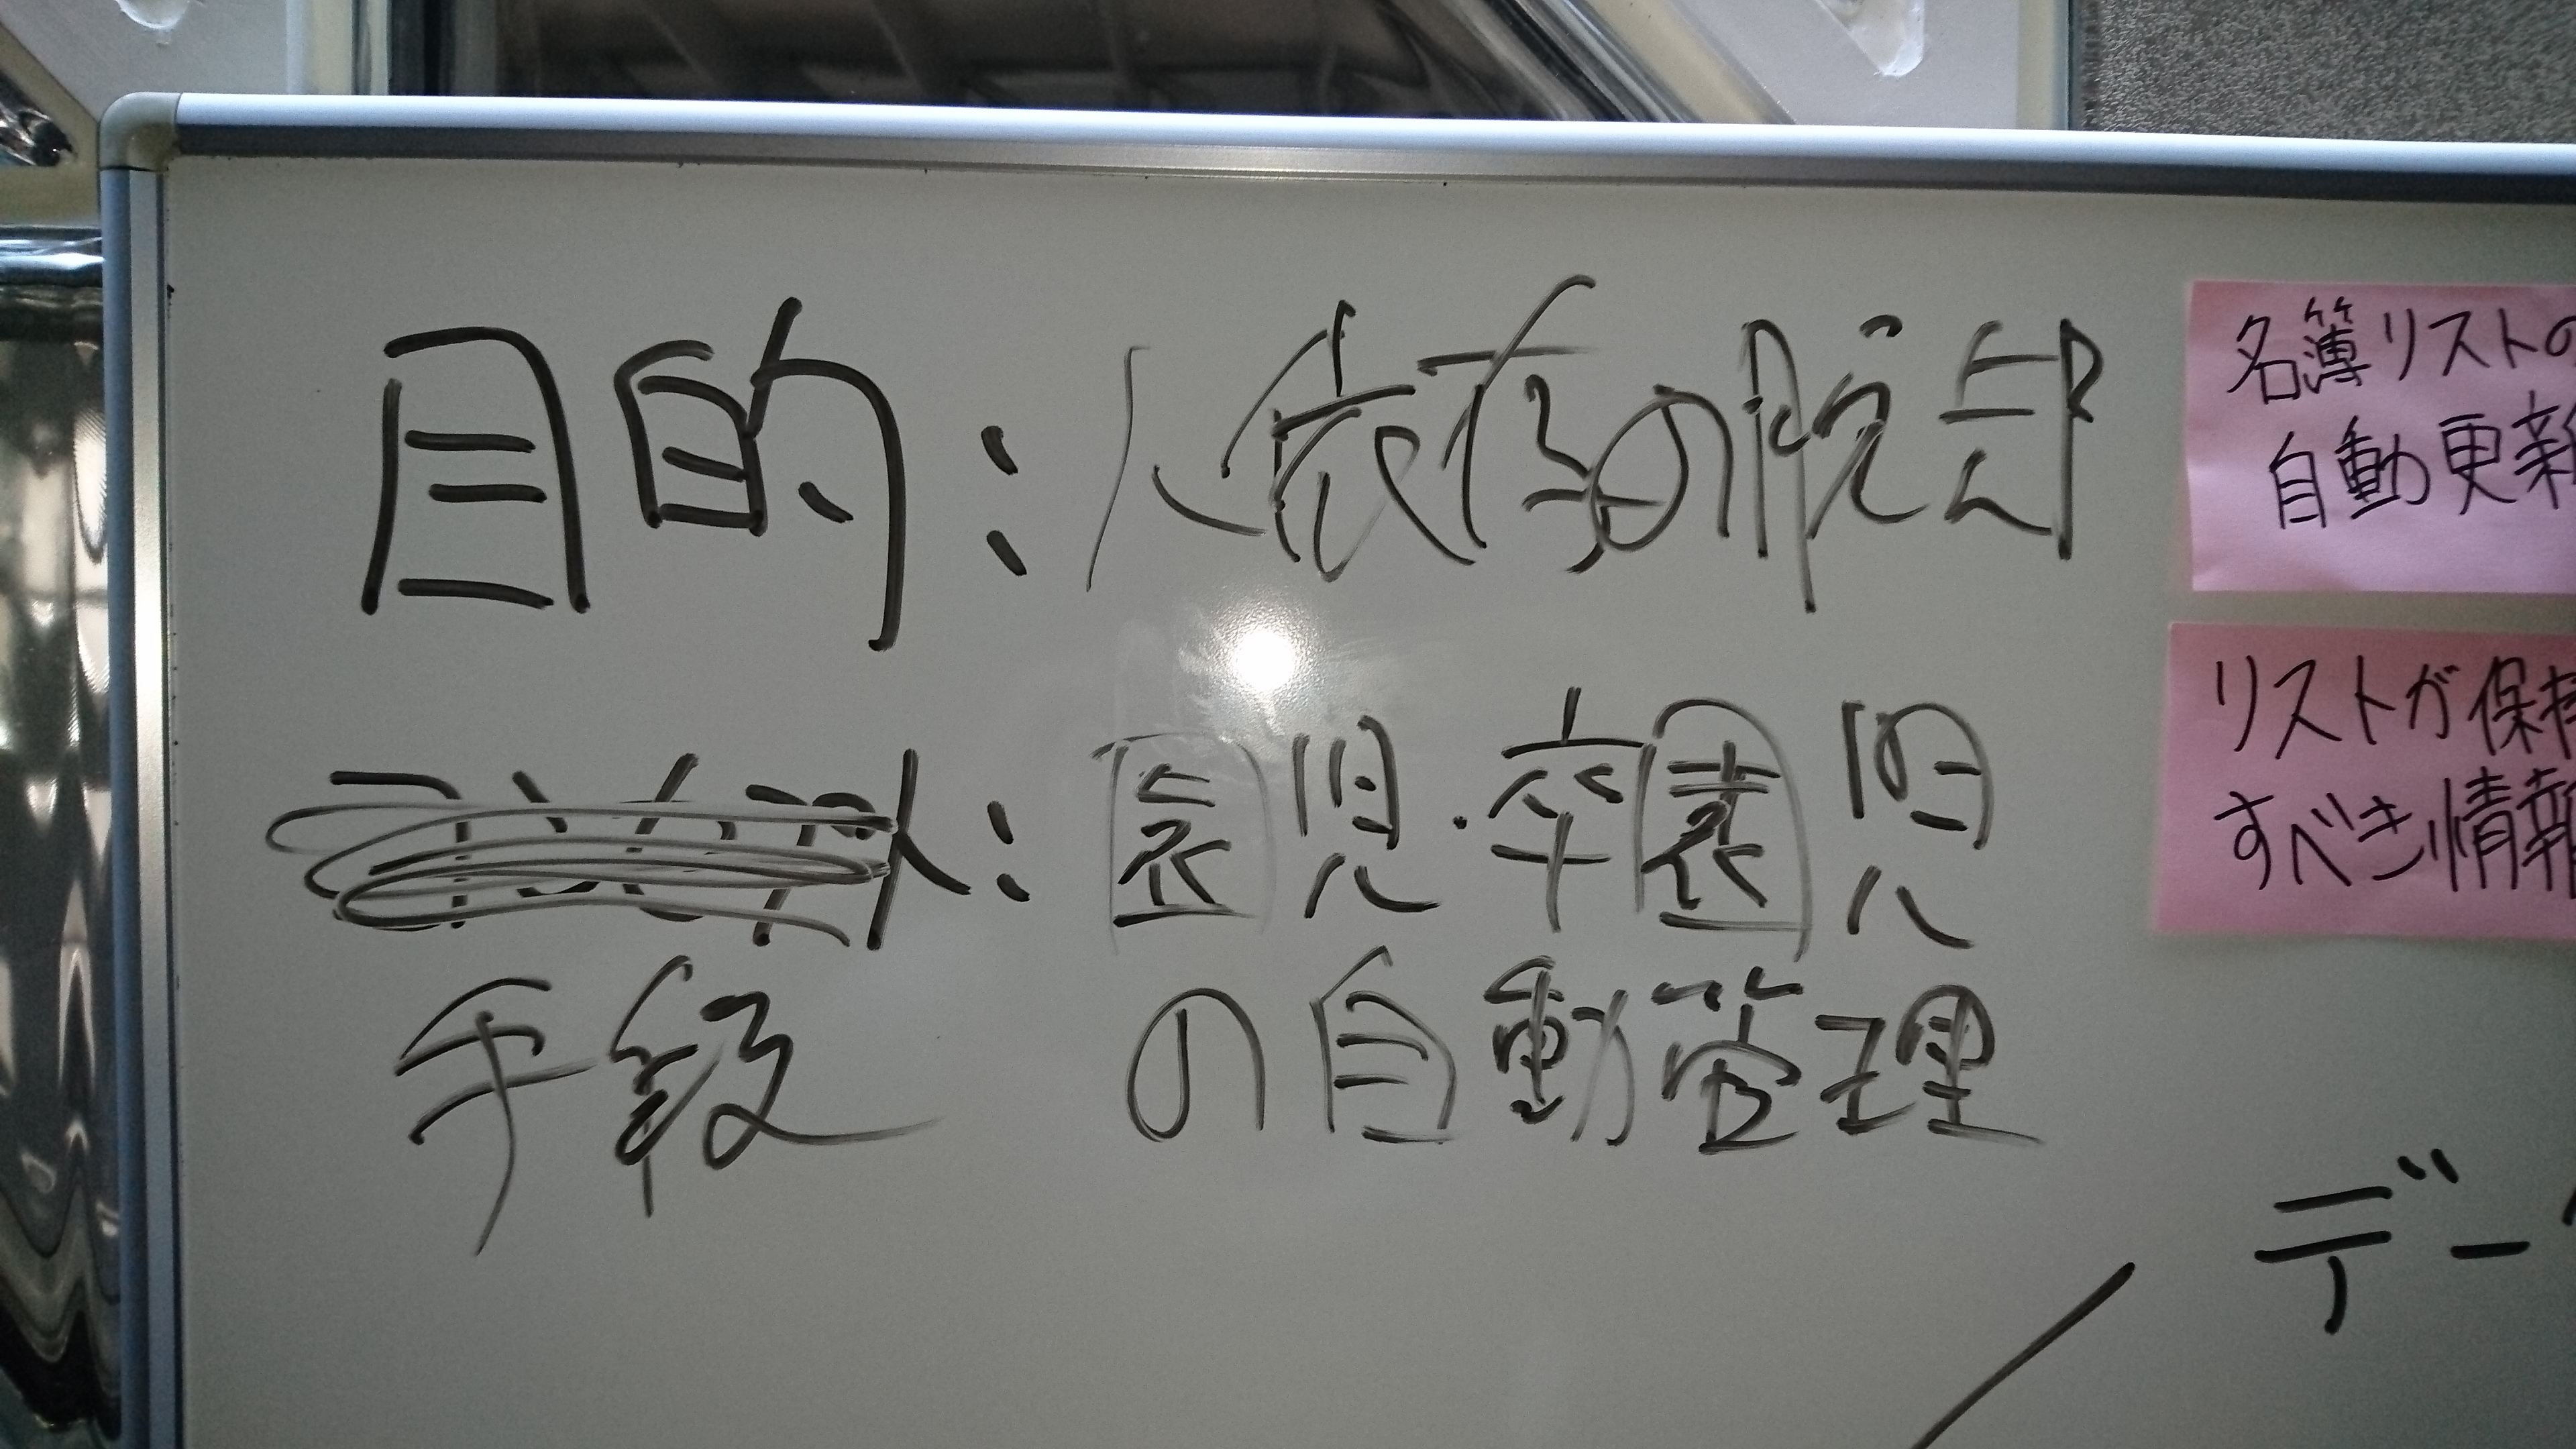 目的：人依存の脱却
：園児・卒園児
手段 の自動管理
名簿リストの
自動更新
リストが保持
すべき情報
デー